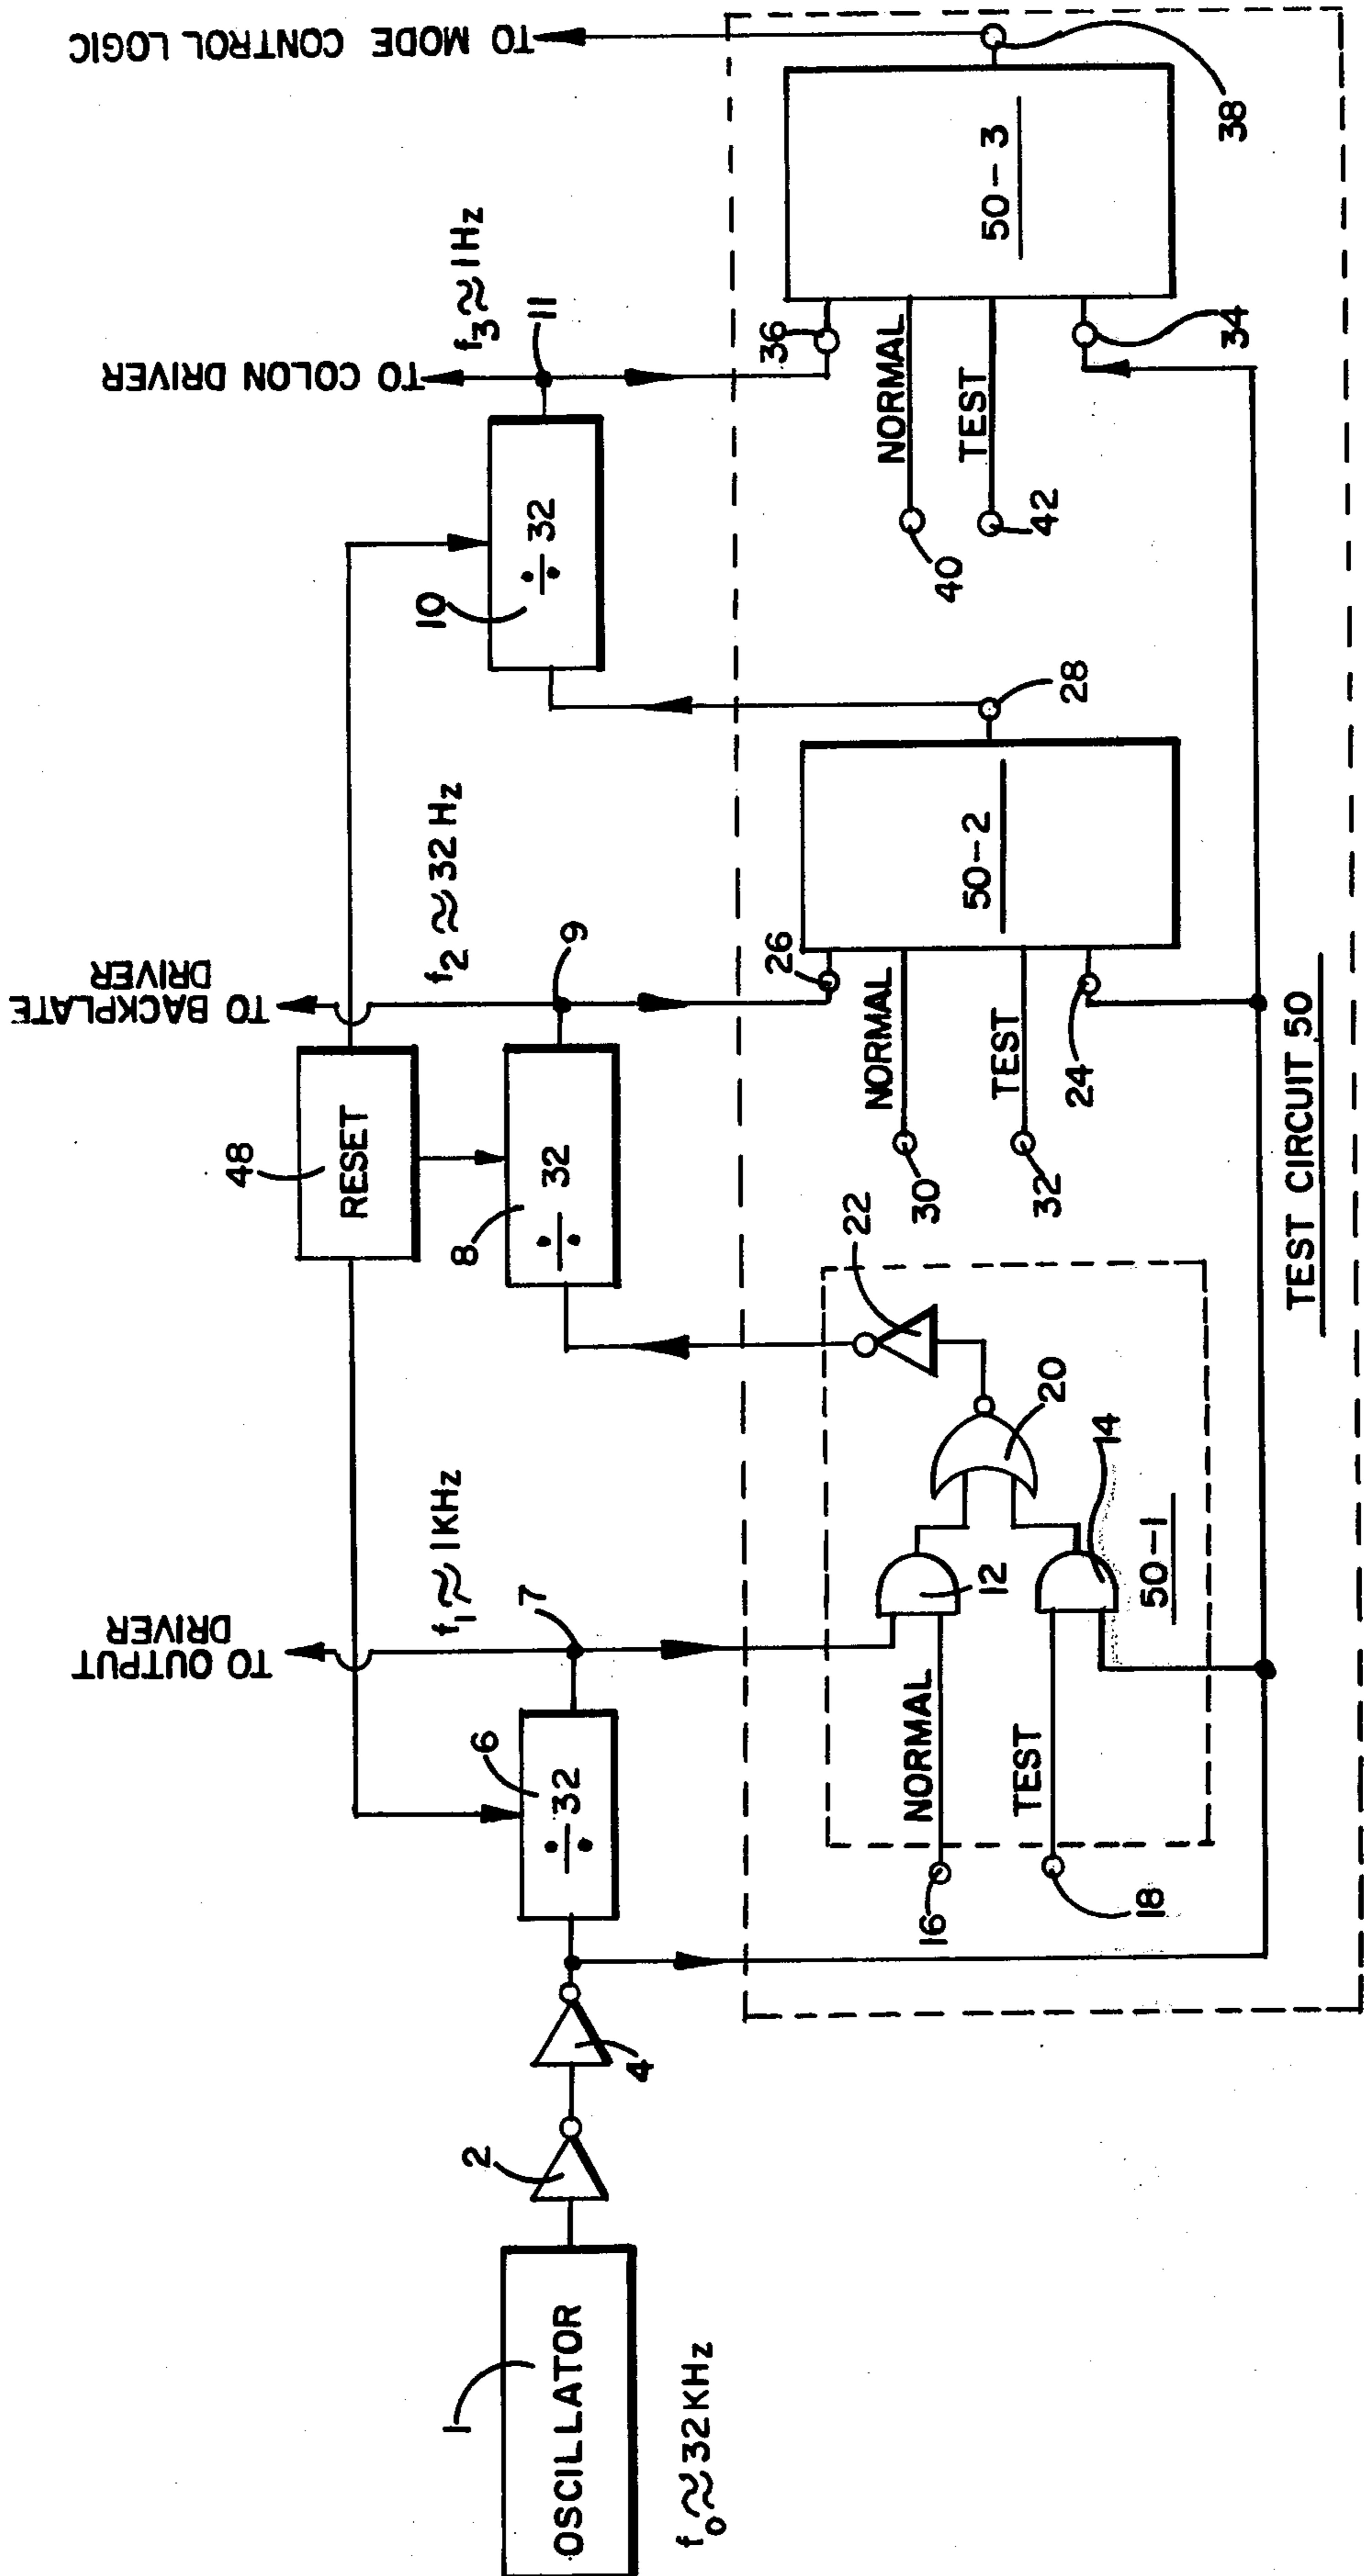 OSCILLATOR
1
f₀ ≈ 32KHz
2
4
÷ 32
6
7
f₁ ≈ 1KHz
TO OUTPUT
DRIVER
RESET
48
÷ 32
8
9
f₂ ≈ 32 Hz
TO BACKPLATE
DRIVER
÷ 32
10
11
f₃ ≈ 1Hz
TO COLON DRIVER
TO MODE CONTROL LOGIC
NORMAL
16
TEST
18
12
14
20
22
50-1
26
NORMAL
30
TEST
32
24
50-2
28
36
NORMAL
40
TEST
42
34
50-3
38
TEST CIRCUIT 50